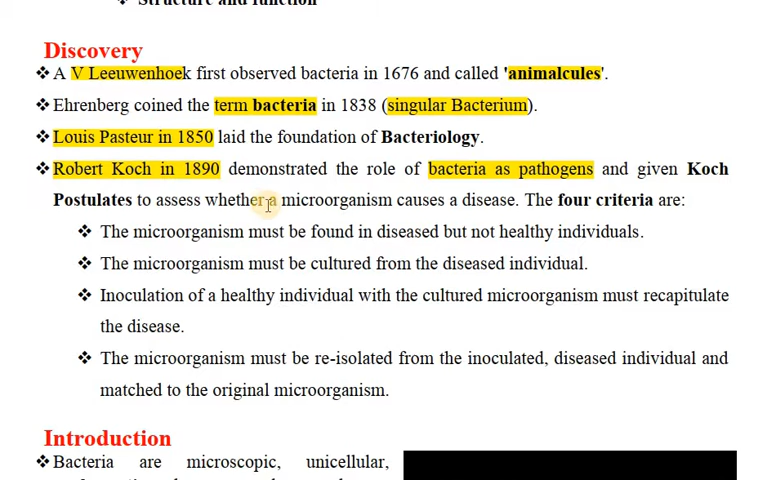 Structure and function
Discovery
❖A V Leeuwenhoek first observed bacteria in 1676 and called 'animalcules'.
❖Ehrenberg coined the term bacteria in 1838 (singular Bacterium).
❖Louis Pasteur in 1850 laid the foundation of Bacteriology.
❖Robert Koch in 1890 demonstrated the role of bacteria as pathogens and given Koch
Postulates to assess whether a microorganism causes a disease. The four criteria are:
❖ The microorganism must be found in diseased but not healthy individuals.
❖ The microorganism must be cultured from the diseased individual.
❖ Inoculation of a healthy individual with the cultured microorganism must recapitulate
the disease.
❖ The microorganism must be re-isolated from the inoculated, diseased individual and
matched to the original microorganism.
Introduction
❖Bacteria are microscopic, unicellular,